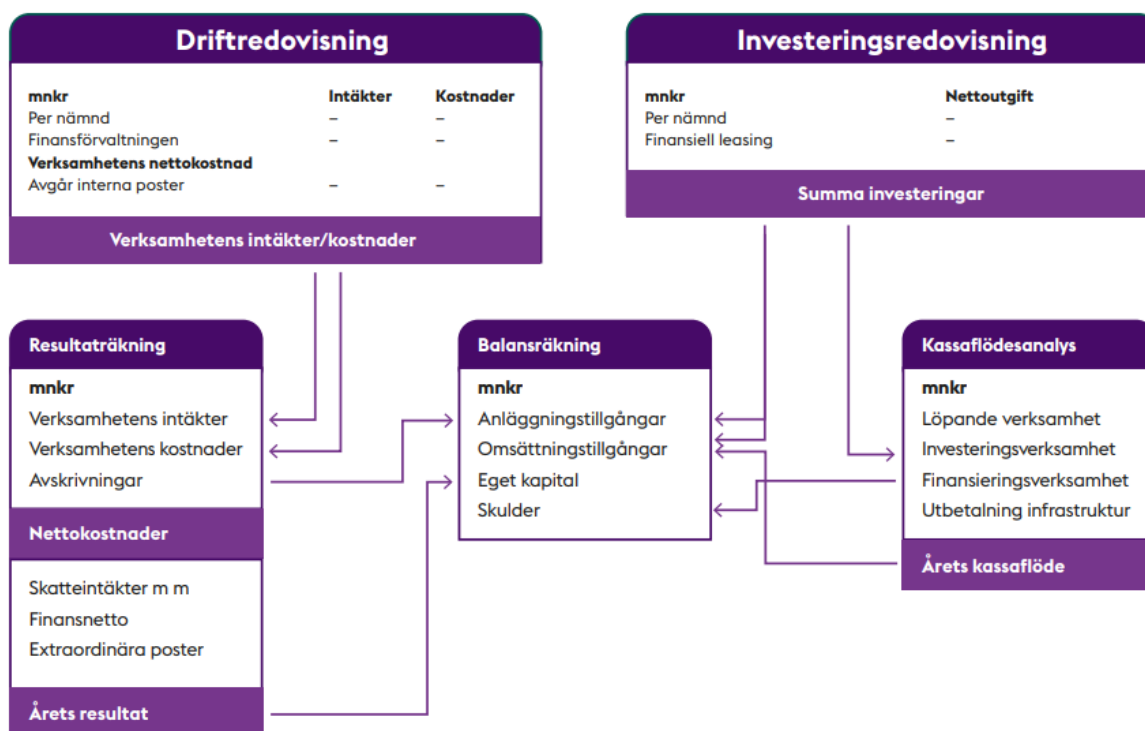 Driftredovisning
mnkr Intäkter Kostnader
Per nämnd – –
Finansförvaltningen – –
Verksamhetens nettokostnad
Avgår interna poster – –
Verksamhetens intäkter/kostnader
Investeringsredovisning
mnkr Nettoutgift
Per nämnd –
Finansiell leasing –
Summa investeringar
Resultaträkning
mnkr
Verksamhetens intäkter
Verksamhetens kostnader
Avskrivningar
Nettokostnader
Skatteintäkter m m
Finansnetto
Extraordinära poster
Årets resultat
Balansräkning
mnkr
Anläggningstillgångar
Omsättningstillgångar
Eget kapital
Skulder
Kassaflödesanalys
mnkr
Löpande verksamhet
Investeringsverksamhet
Finansieringsverksamhet
Utbetalning infrastruktur
Årets kassaflöde